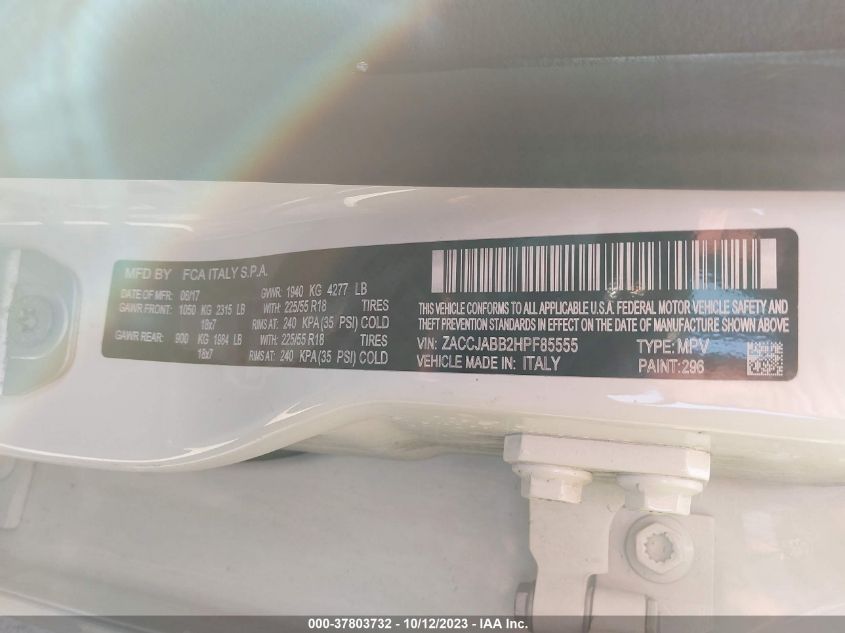 MFD BY FCA ITALY S.P.A.
DATE OF MFR: 06/17 GVWR: 1940 KG 4277 LB
GAWR FRONT: 1050 KG 2315 LB WITH: 225/55 R18 TIRES
18x7 RIMS AT: 240 KPA (35 PSI) COLD
GAWR REAR: 900 KG 1984 LB WITH: 225/55 R18 TIRES
18x7 RIMS AT: 240 KPA (35 PSI) COLD
THIS VEHICLE CONFORMS TO ALL APPLICABLE U.S.A. FEDERAL MOTOR VEHICLE SAFETY AND
THEFT PREVENTION STANDARDS IN EFFECT ON THE DATE OF MANUFACTURE SHOWN ABOVE
VIN: ZACCJABB2HPF85555 TYPE: MPV
VEHICLE MADE IN: ITALY PAINT:296
000-37803732 - 10/12/2023 - IAA Inc.